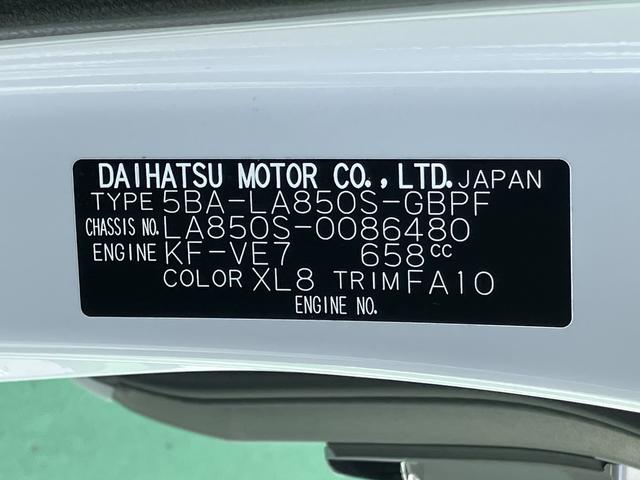 DAIHATSU MOTOR CO., LTD. JAPAN
TYPE 5BA-LA850S-GBPF
CHASSIS NO. LA850S-0086480
ENGINE KF-VE7 658cc
COLOR XL8 TRIM FA10
ENGINE NO.